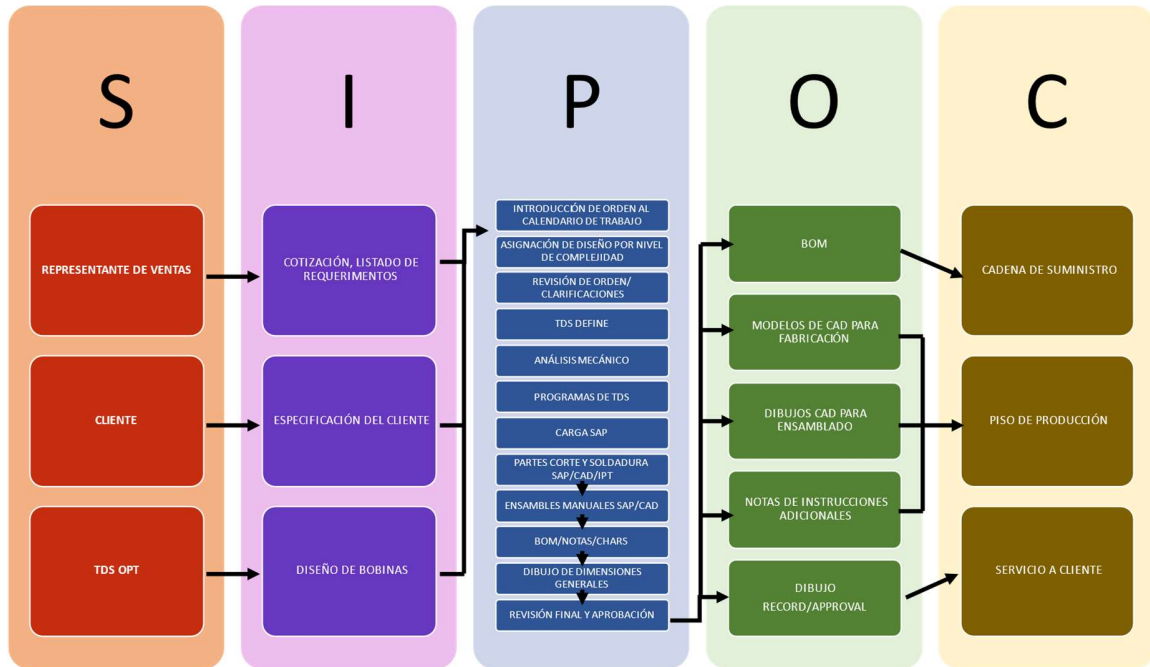 S
REPRESENTANTE DE VENTAS
CLIENTE
TDS OPT
I
COTIZACIÓN, LISTADO DE
REQUERIMENTOS
ESPECIFICACIÓN DEL CLIENTE
DISEÑO DE BOBINAS
P
INTRODUCCIÓN DE ORDEN AL
CALENDARIO DE TRABAJO
ASIGNACIÓN DE DISEÑO POR NIVEL
DE COMPLEJIDAD
REVISIÓN DE ORDEN/
CLARIFICACIONES
TDS DEFINE
ANÁLISIS MECÁNICO
PROGRAMAS DE TDS
CARGA SAP
PARTES CORTE Y SOLDADURA
SAP/CAD/IPT
ENSAMBLES MANUALES SAP/CAD
BOM/NOTAS/CHARS
DIBUJO DE DIMENSIONES
GENERALES
REVISIÓN FINAL Y APROBACIÓN
O
BOM
MODELOS DE CAD PARA
FABRICACIÓN
DIBUJOS CAD PARA
ENSAMBLADO
NOTAS DE INSTRUCCIONES
ADICIONALES
DIBUJO
RECORD/APPROVAL
C
CADENA DE SUMINISTRO
PISO DE PRODUCCIÓN
SERVICIO A CLIENTE